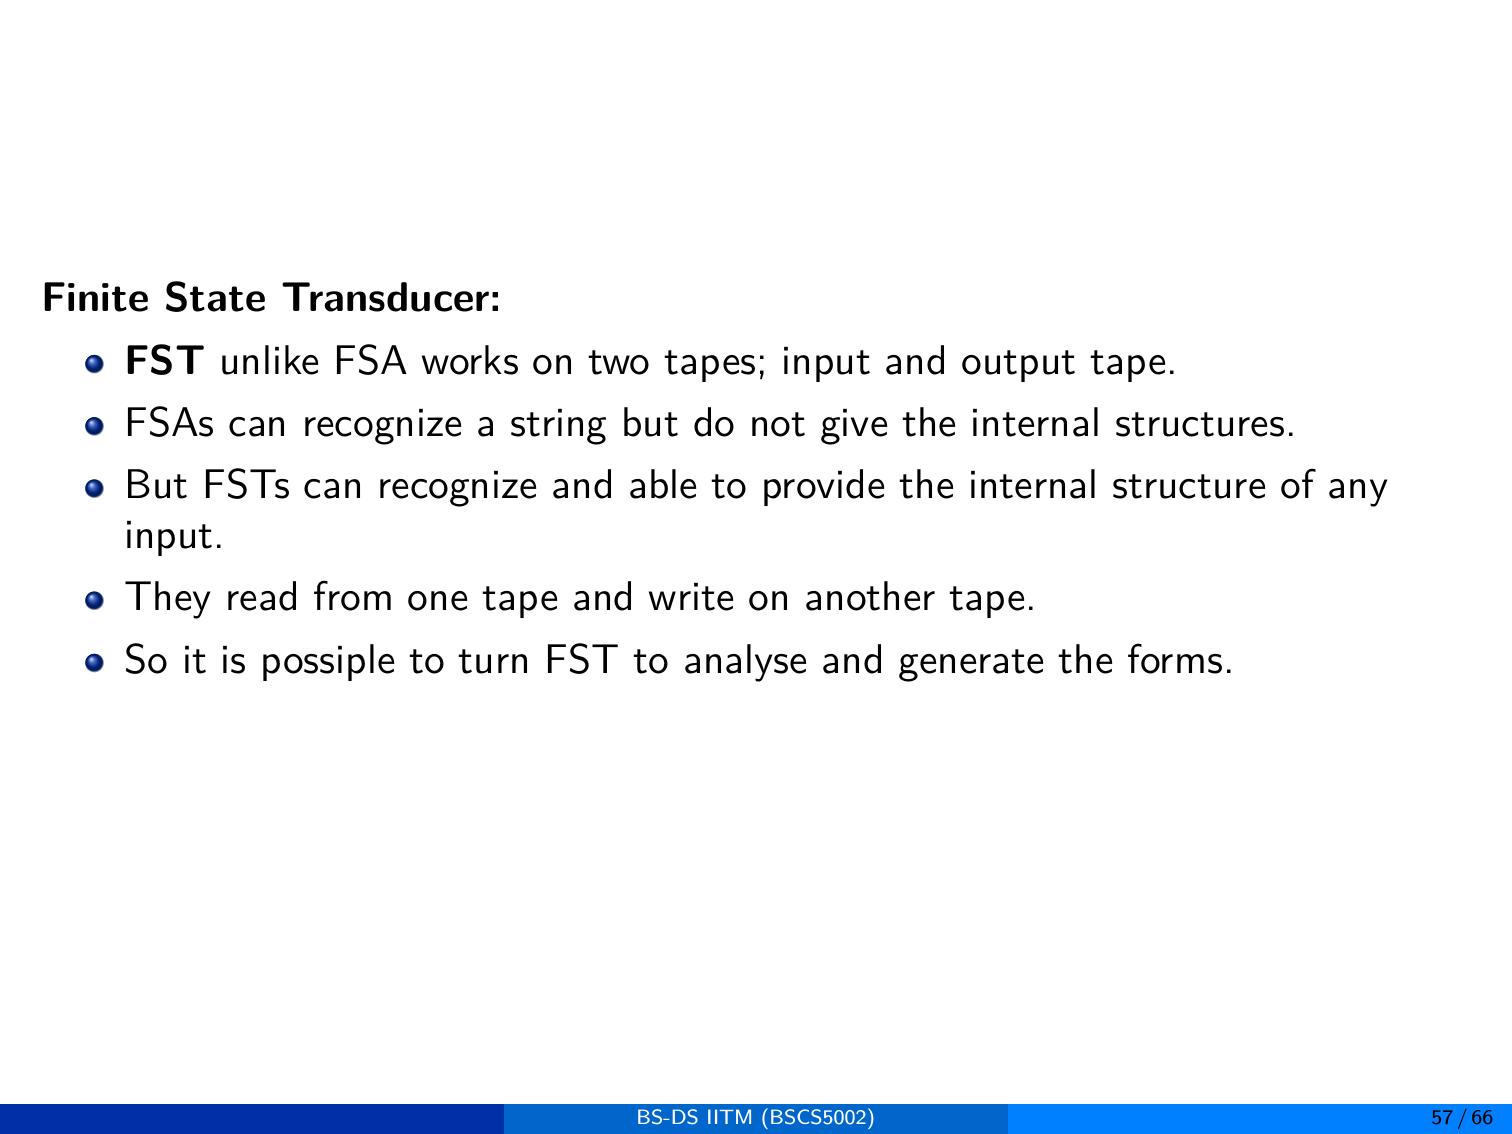 Finite State Transducer:
FST unlike FSA works on two tapes; input and output tape.
FSAs can recognize a string but do not give the internal structures.
But FSTs can recognize and able to provide the internal structure of any
input.
They read from one tape and write on another tape.
So it is possiple to turn FST to analyse and generate the forms.
BS-DS IITM (BSCS5002)
57 / 66